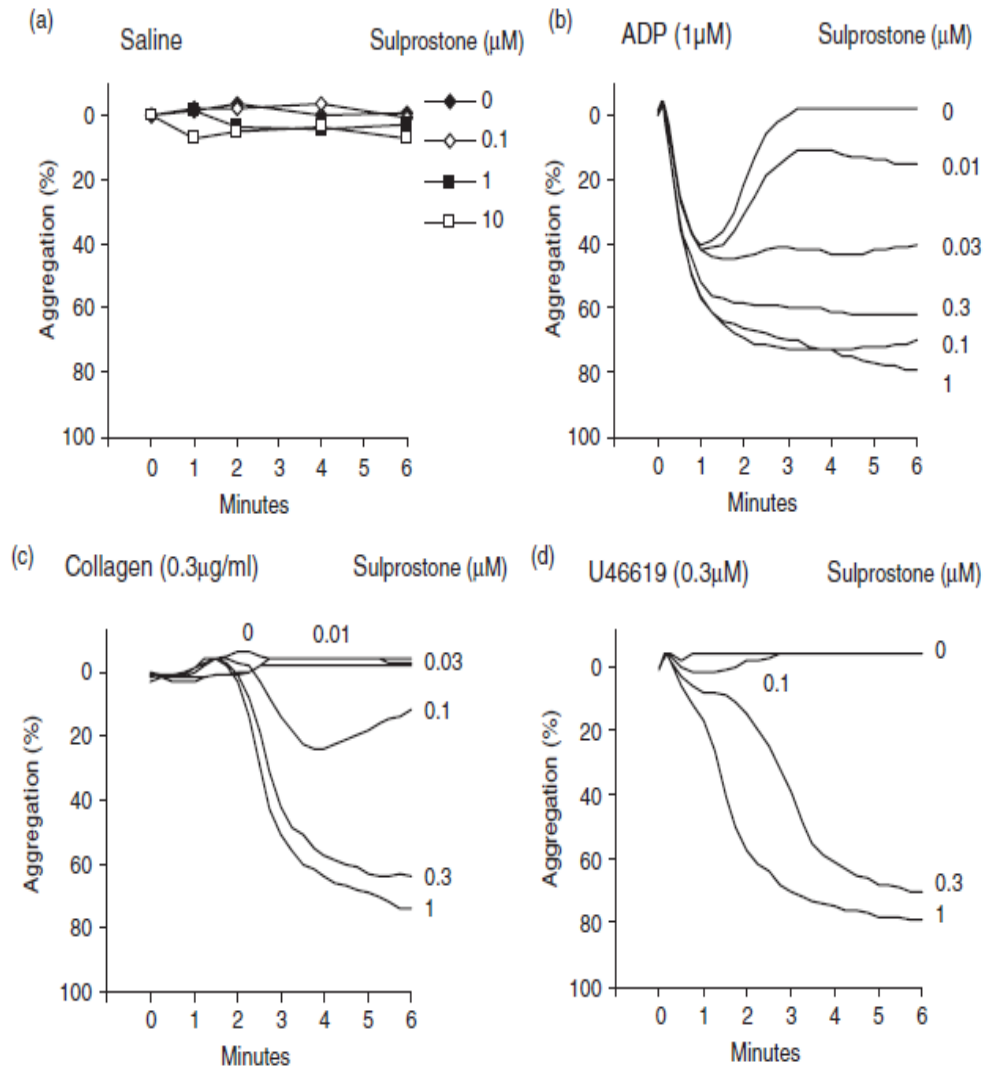 (a)
Saline
Sulprostone (μM)
0
20
40
60
80
100
Aggregation (%)
0
0.1
1
10
0 1 2 3 4 5 6
Minutes
(b)
ADP (1μM)
Sulprostone (μM)
0
20
40
60
80
100
Aggregation (%)
0
0.01
0.03
0.3
0.1
1
0 1 2 3 4 5 6
Minutes
(c)
Collagen (0.3μg/ml)
Sulprostone (μM)
0
20
40
60
80
100
Aggregation (%)
0 0.01
0.03
0.1
0.3
1
0 1 2 3 4 5 6
Minutes
(d)
U46619 (0.3μM)
Sulprostone (μM)
0
20
40
60
80
100
Aggregation (%)
0
0.1
0.3
1
0 1 2 3 4 5 6
Minutes